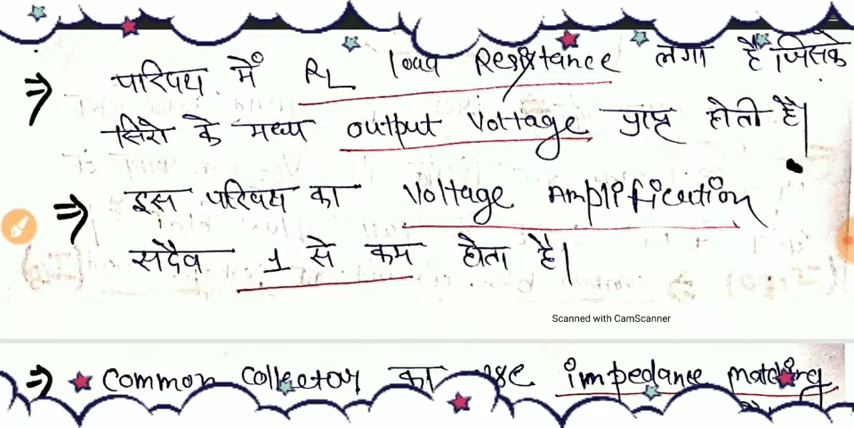 ⇒ परिपथ में RL load Resistance लगा है जिसके
सिरो के मध्य output voltage प्राप्त होती है।
⇒ इस परिपथ का Voltage Amplification
सदैव 1 से कम होता है।
Scanned with CamScanner
⇒ Common Collector का use impedance matching